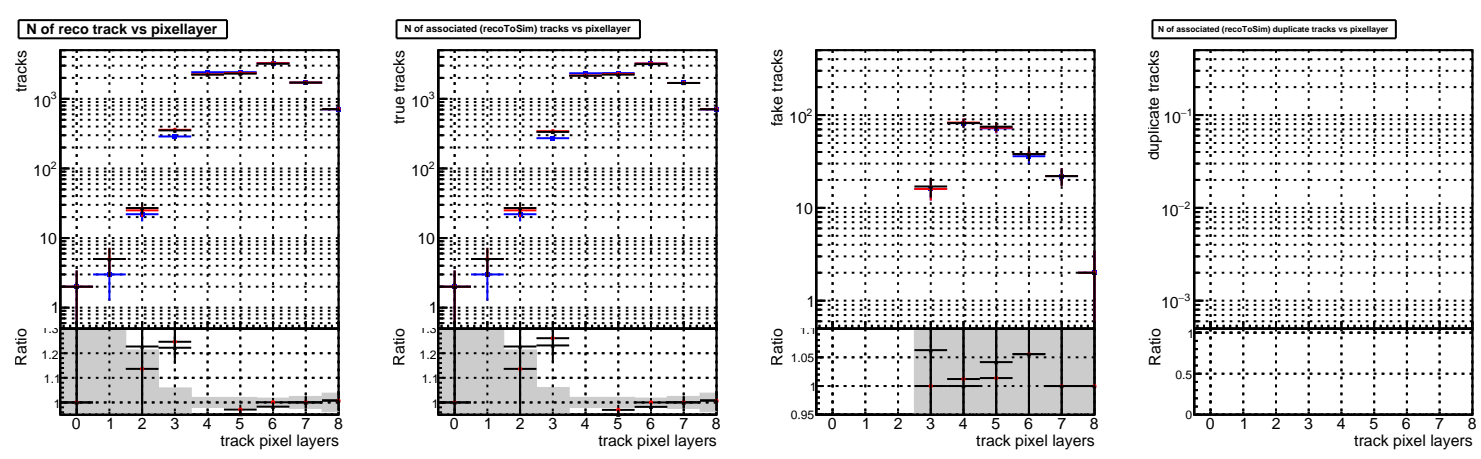 N of reco track vs pixellayer
tracks
10³
10²
10
1
Ratio
1.3
1.2
1.1
1
0 1 2 3 4 5 6 7 8
track pixel layers
N of associated (recoToSim) tracks vs pixellayer
true tracks
10³
10²
10
1
Ratio
1.3
1.2
1.1
1
0 1 2 3 4 5 6 7 8
track pixel layers
fake tracks
10²
10
1
Ratio
1.1
1.05
1
0.95
0 1 2 3 4 5 6 7 8
track pixel layers
N of associated (recoToSim) duplicate tracks vs pixellayer
duplicate tracks
10⁻¹
10⁻²
10⁻³
Ratio
1
0.5
0
0 1 2 3 4 5 6 7 8
track pixel layers